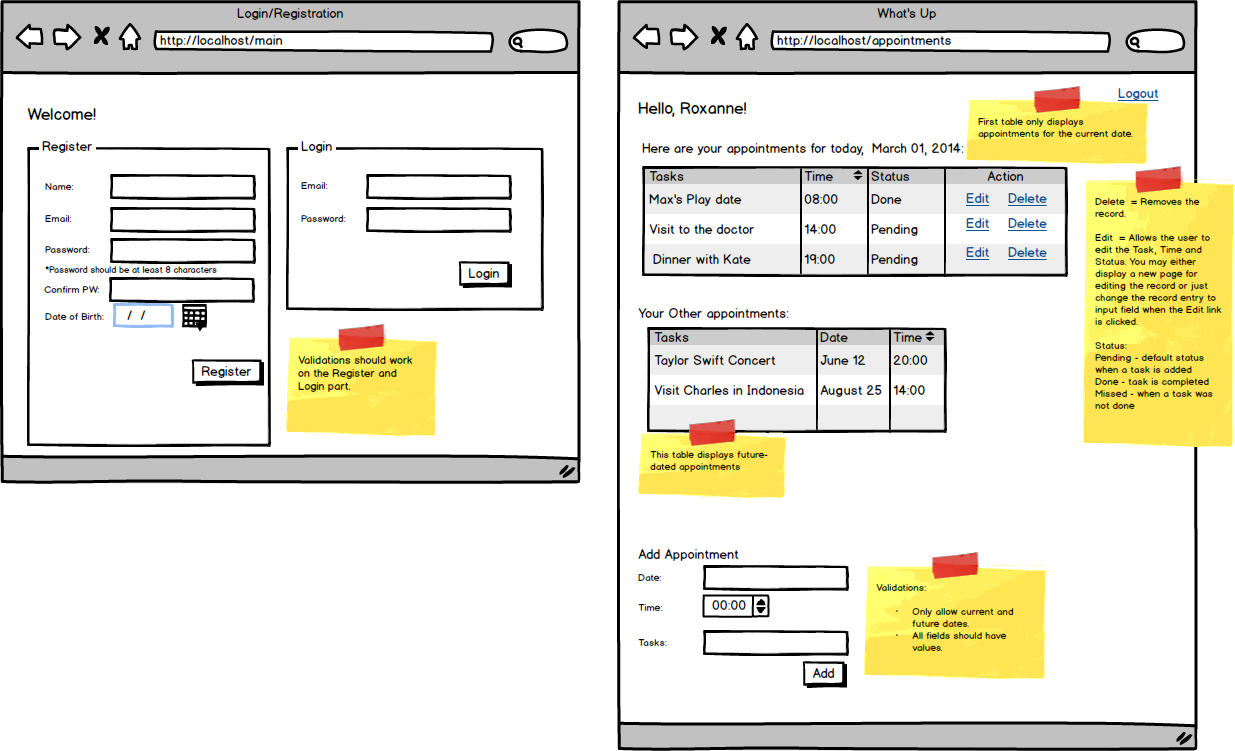 Login/Registration
http://localhost/main
Welcome!
Register
Name:
Email:
Password:
*Password should be at least 8 characters
Confirm PW:
Date of Birth: / /
Register
Login
Email:
Password:
Login
Validations should work
on the Register and
Login part.
What's Up
http://localhost/appointments
Logout
Hello, Roxanne!
First table only displays
appointments for the current date.
Here are your appointments for today, March 01, 2014:
Tasks Time Status Action
Max's Play date 08:00 Done Edit Delete
Visit to the doctor 14:00 Pending Edit Delete
Dinner with Kate 19:00 Pending Edit Delete
Delete = Removes the
record.
Edit = Allows the user to
edit the Task, Time and
Status. You may either
display a new page for
editing the record or just
change the record entry to
input field when the Edit link
is clicked.
Status:
Pending - default status
when a task is added
Done - task is completed
Missed - when a task was
not done
Your Other appointments:
Tasks Date Time
Taylor Swift Concert June 12 20:00
Visit Charles in Indonesia August 25 14:00
This table displays future-
dated appointments
Add Appointment
Date:
Time: 00:00
Tasks:
Add
Validations:
· Only allow current and
future dates.
· All fields should have
values.